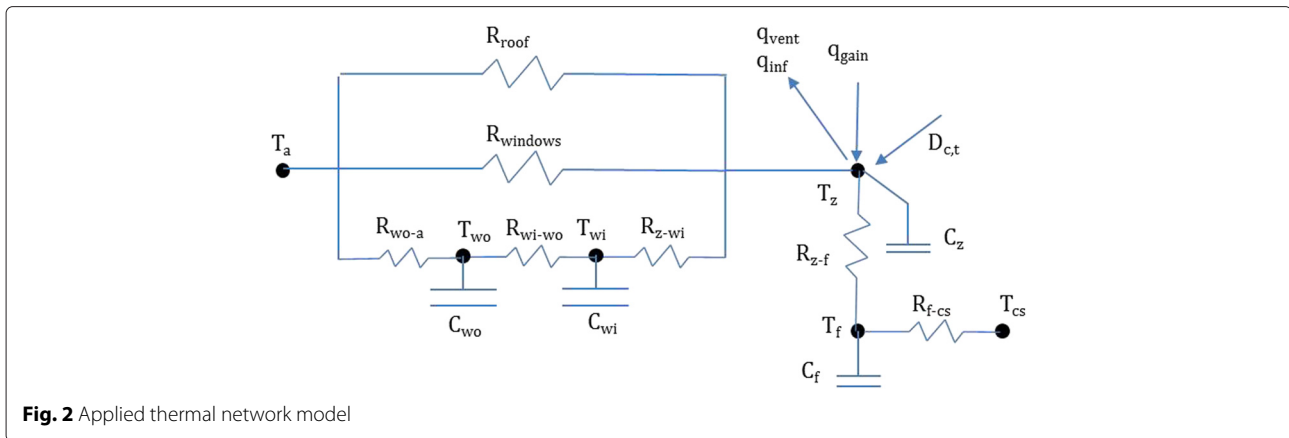 R_roof
q_vent
q_inf
q_gain
T_a
R_windows
D_c,t
T_z
R_wo-a
T_wo
R_wi-wo
T_wi
R_z-wi
C_z
R_z-f
C_wo
C_wi
T_f
R_f-cs
T_cs
C_f
Fig. 2 Applied thermal network model